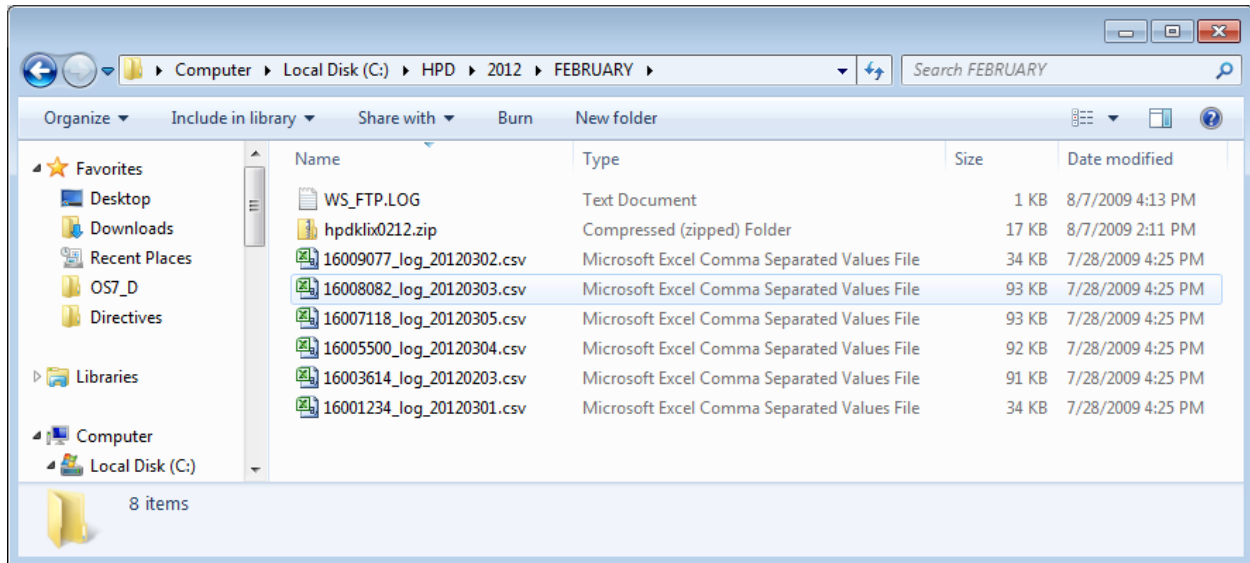 Computer Local Disk (C:) HPD 2012 FEBRUARY Search FEBRUARY
Organize Include in library Share with Burn New folder
Favorites
Desktop
Downloads
Recent Places
OS7_D
Directives
Libraries
Computer
Local Disk (C:)
Name Type Size Date modified
WS_FTP.LOG Text Document 1 KB 8/7/2009 4:13 PM
hpdklix0212.zip Compressed (zipped) Folder 17 KB 8/7/2009 2:11 PM
16009077_log_20120302.csv Microsoft Excel Comma Separated Values File 34 KB 7/28/2009 4:25 PM
16008082_log_20120303.csv Microsoft Excel Comma Separated Values File 93 KB 7/28/2009 4:25 PM
16007118_log_20120305.csv Microsoft Excel Comma Separated Values File 93 KB 7/28/2009 4:25 PM
16005500_log_20120304.csv Microsoft Excel Comma Separated Values File 92 KB 7/28/2009 4:25 PM
16003614_log_20120203.csv Microsoft Excel Comma Separated Values File 91 KB 7/28/2009 4:25 PM
16001234_log_20120301.csv Microsoft Excel Comma Separated Values File 34 KB 7/28/2009 4:25 PM
8 items